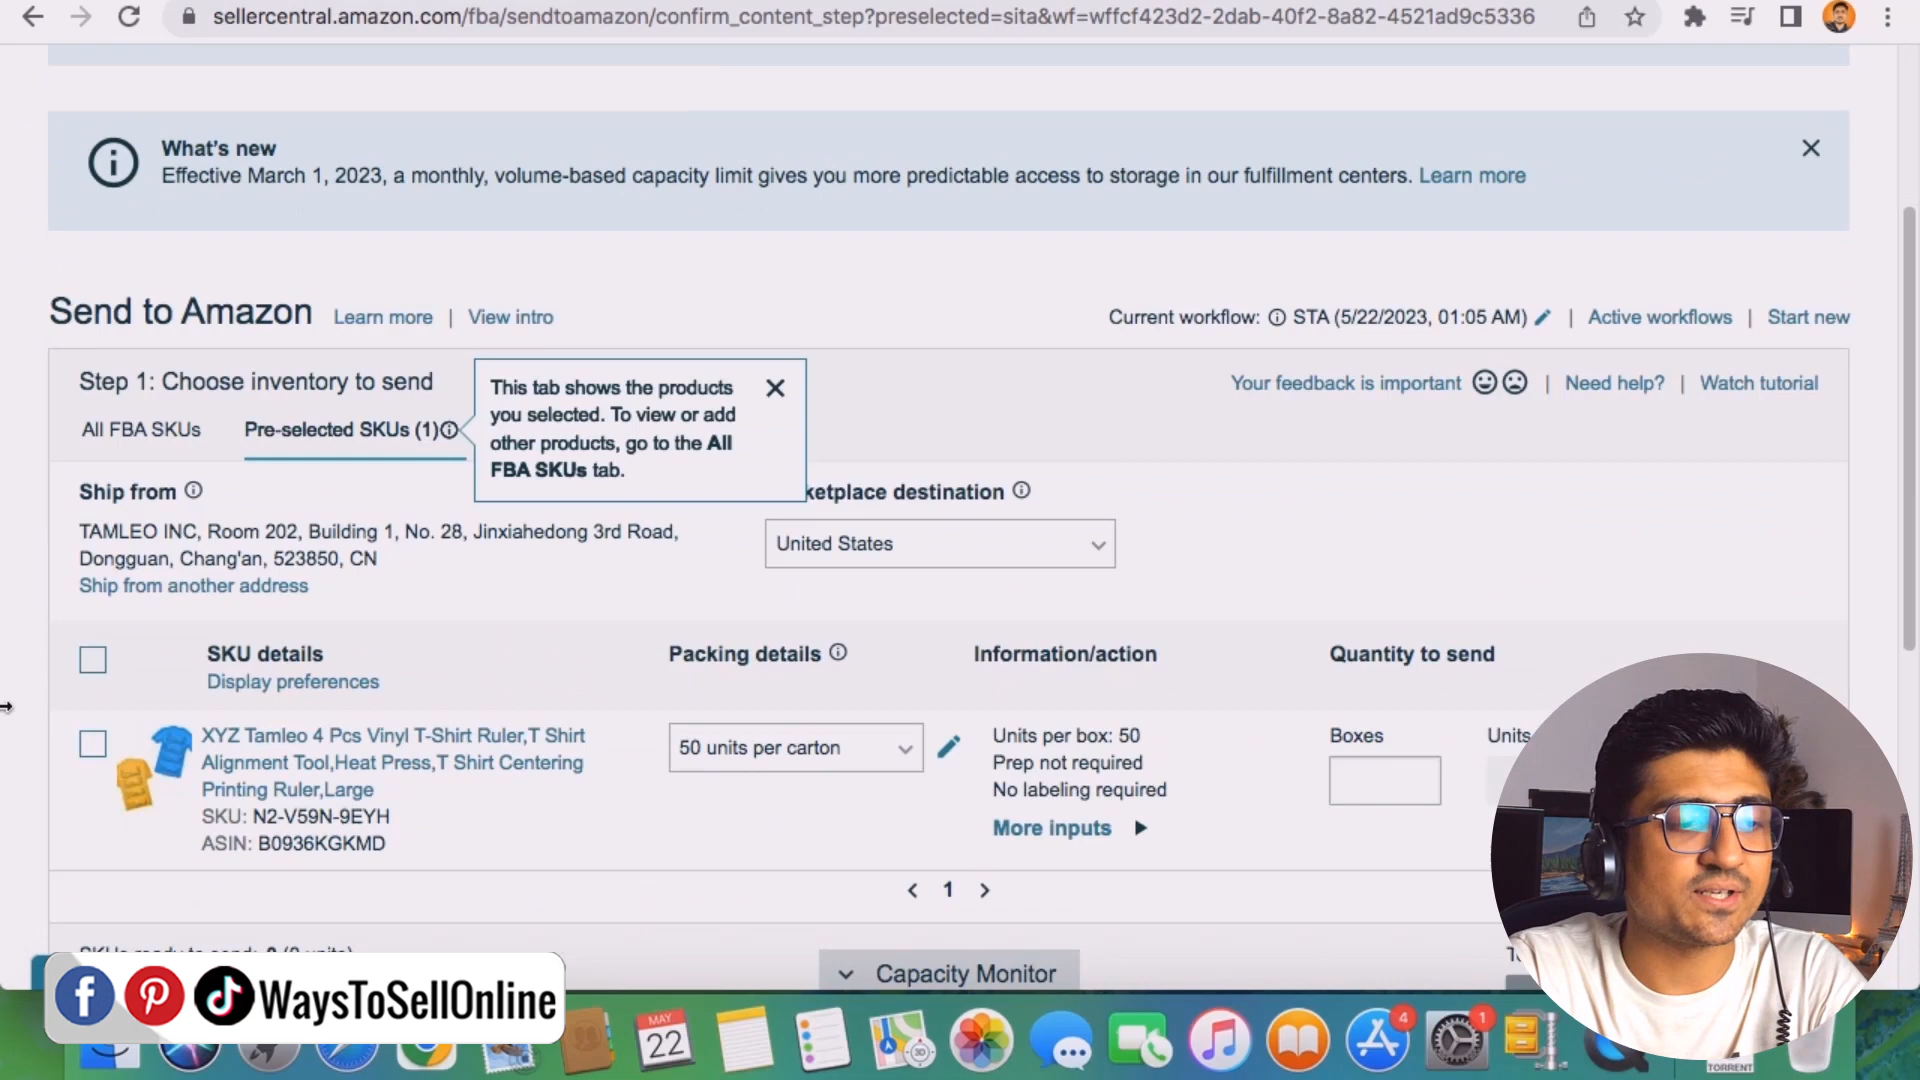 sellercentral.amazon.com/fba/sendtoamazon/confirm_content_step?preselected=sita&wf=wffcf423d2-2dab-40f2-8a82-4521ad9c5336
What's new
Effective March 1, 2023, a monthly, volume-based capacity limit gives you more predictable access to storage in our fulfillment centers. Learn more
Send to Amazon Learn more | View intro
Current workflow: STA (5/22/2023, 01:05 AM) | Active workflows | Start new
Step 1: Choose inventory to send
Your feedback is important | Need help? | Watch tutorial
All FBA SKUs Pre-selected SKUs (1)
This tab shows the products
you selected. To view or add
other products, go to the All
FBA SKUs tab.
Ship from
ketplace destination
TAMLEO INC, Room 202, Building 1, No. 28, Jinxiahedong 3rd Road,
Dongguan, Chang'an, 523850, CN
Ship from another address
United States
SKU details
Display preferences
Packing details
Information/action
Quantity to send
XYZ Tamleo 4 Pcs Vinyl T-Shirt Ruler,T Shirt
Alignment Tool,Heat Press,T Shirt Centering
Printing Ruler,Large
SKU: N2-V59N-9EYH
ASIN: B0936KGKMD
50 units per carton
Units per box: 50
Prep not required
No labeling required
More inputs
Boxes
Units
1
Capacity Monitor
WaysToSellOnline
MAY
22
3D
4
1
TORRENT